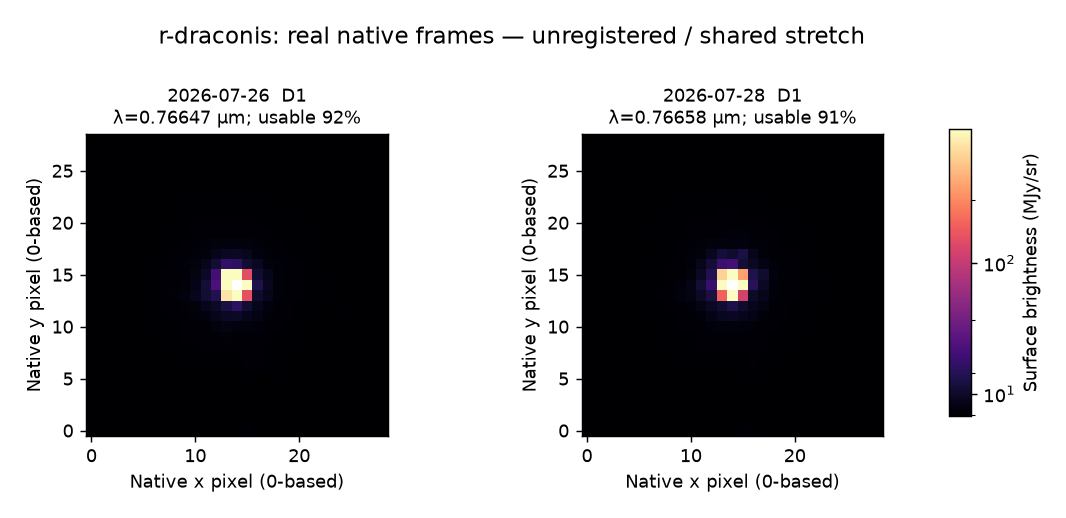 r-draconis: real native frames — unregistered / shared stretch
2026-07-26  D1
λ=0.76647 µm; usable 92%
2026-07-28  D1
λ=0.76658 µm; usable 91%
25
20
15
10
5
0
0
10
20
Native y pixel (0-based)
Native x pixel (0-based)
25
20
15
10
5
0
0
10
20
Native y pixel (0-based)
Native x pixel (0-based)
10²
10¹
Surface brightness (MJy/sr)